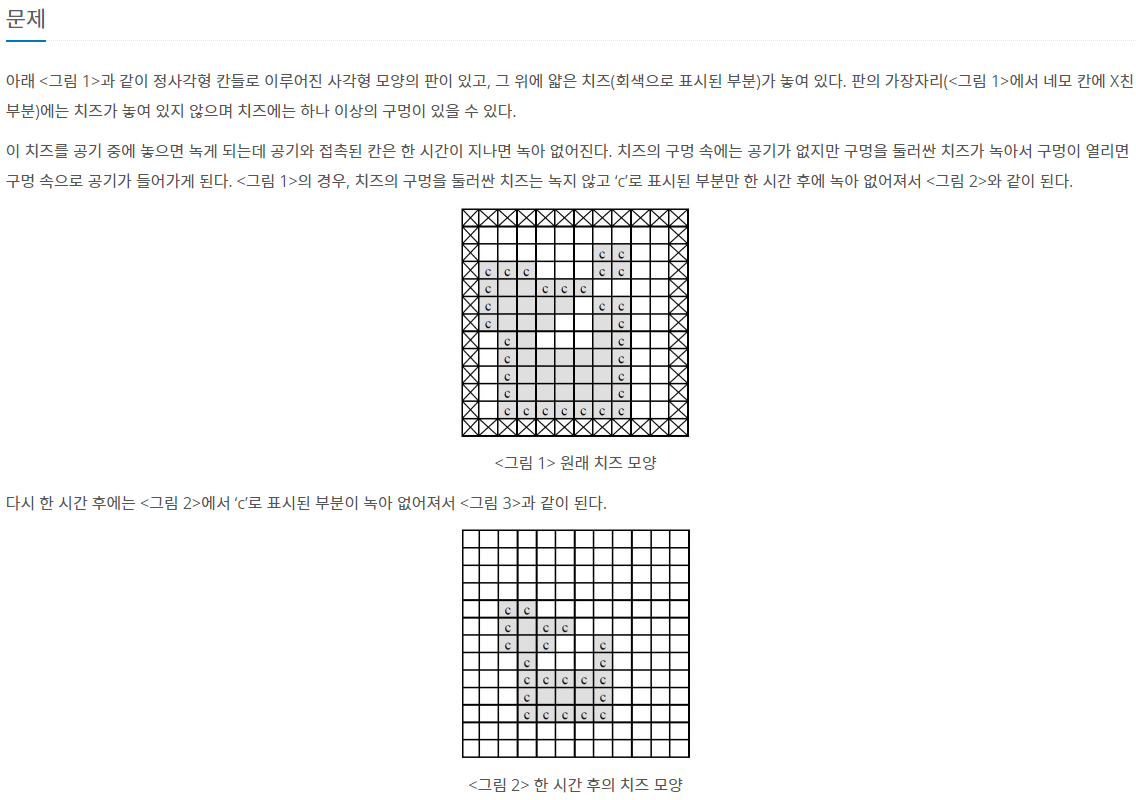 문제
아래 <그림 1>과 같이 정사각형 칸들로 이루어진 사각형 모양의 판이 있고, 그 위에 얇은 치즈(회색으로 표시된 부분)가 놓여 있다. 판의 가장자리(<그림 1>에서 네모 칸에 X친
부분)에는 치즈가 놓여 있지 않으며 치즈에는 하나 이상의 구멍이 있을 수 있다.
이 치즈를 공기 중에 놓으면 녹게 되는데 공기와 접촉된 칸은 한 시간이 지나면 녹아 없어진다. 치즈의 구멍 속에는 공기가 없지만 구멍을 둘러싼 치즈가 녹아서 구멍이 열리면
구멍 속으로 공기가 들어가게 된다. <그림 1>의 경우, 치즈의 구멍을 둘러싼 치즈는 녹지 않고 ‘c’로 표시된 부분만 한 시간 후에 녹아 없어져서 <그림 2>와 같이 된다.
c c
c c c c c
c c c c
c c c
c c
c c
c c
c c
c c
c c c c c c c
<그림 1> 원래 치즈 모양
다시 한 시간 후에는 <그림 2>에서 ‘c’로 표시된 부분이 녹아 없어져서 <그림 3>과 같이 된다.
c c
c c c
c c c
c c
c c c c c
c c
c c c c c
<그림 2> 한 시간 후의 치즈 모양